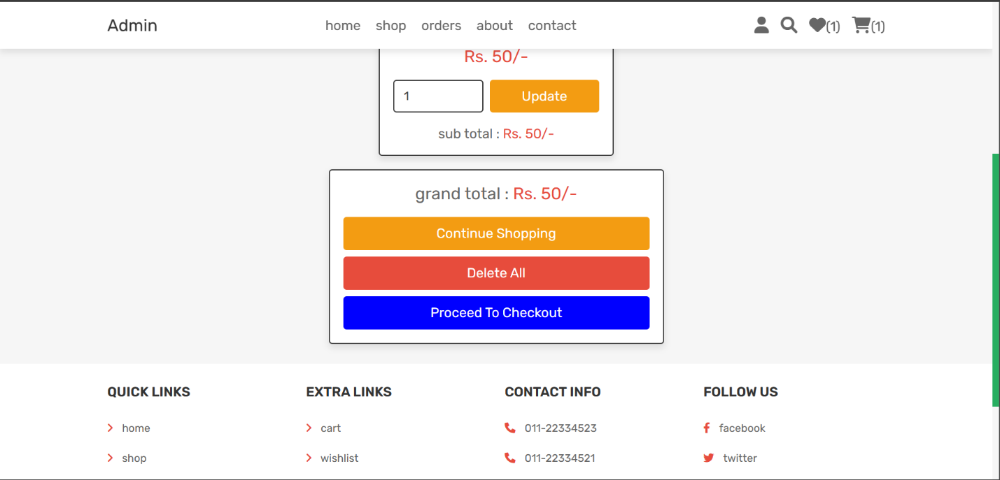 Admin home shop orders about contact (1) (1)
Rs. 50/-
1 Update
sub total : Rs. 50/-
grand total : Rs. 50/-
Continue Shopping
Delete All
Proceed To Checkout
QUICK LINKS EXTRA LINKS CONTACT INFO FOLLOW US
home cart 011-22334523 facebook
shop wishlist 011-22334521 twitter